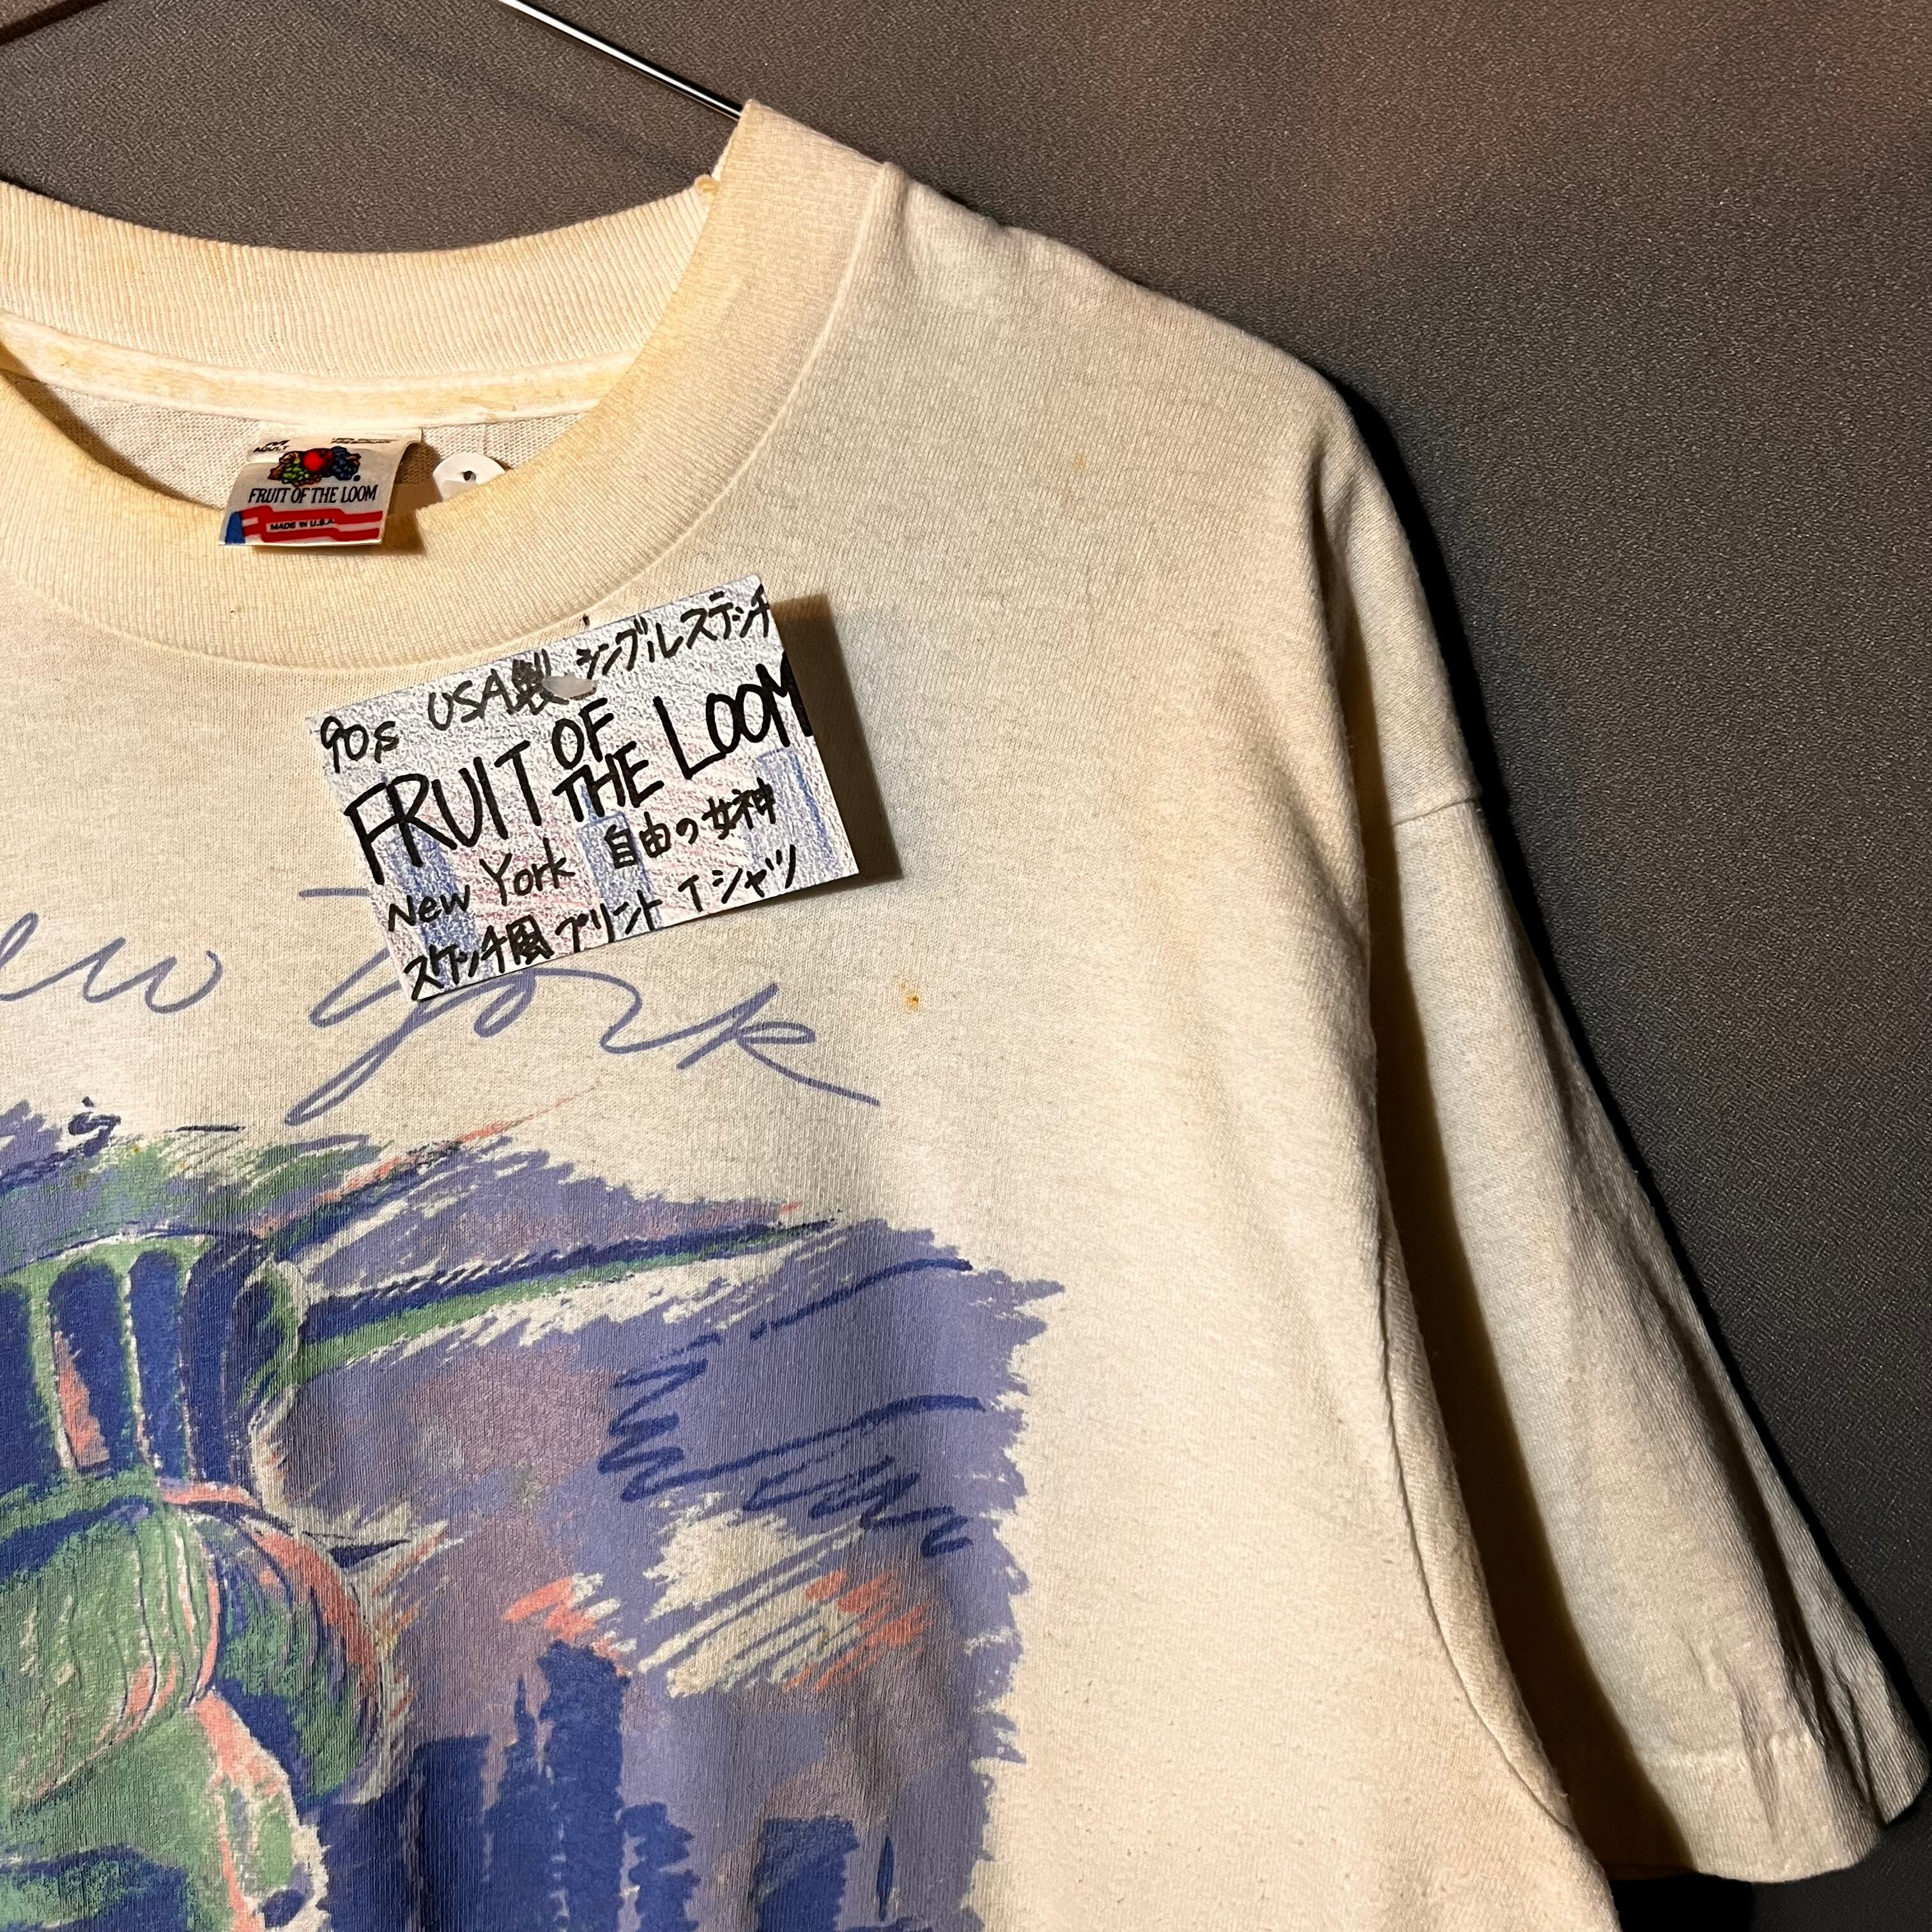 ADULT
FRUIT OF THE LOOM
MADE IN U.S.A.
90s USA製 シングルステッチ
FRUIT OF THE LOOM
New York 自由の女神
スケッチ風プリント Tシャツ
New York